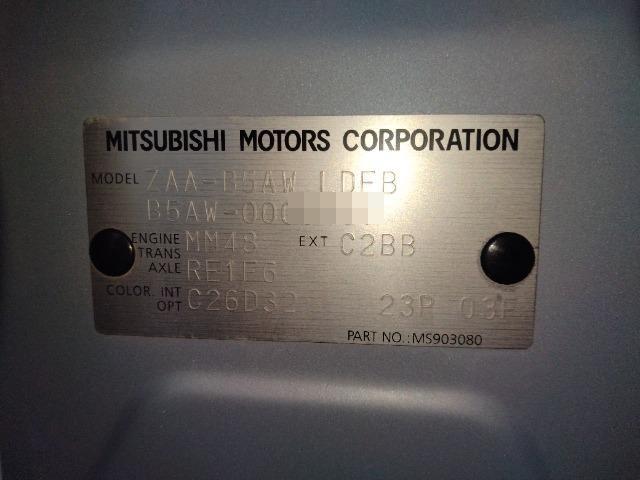 MITSUBISHI MOTORS CORPORATION
MODEL ZAA-B5AW LDEB
B5AW-000
ENGINE MM48 EXT C2BB
TRANS
AXLE RE1F6
COLOR. INT C26D32 23P 03P
OPT
PART NO.:MS903080